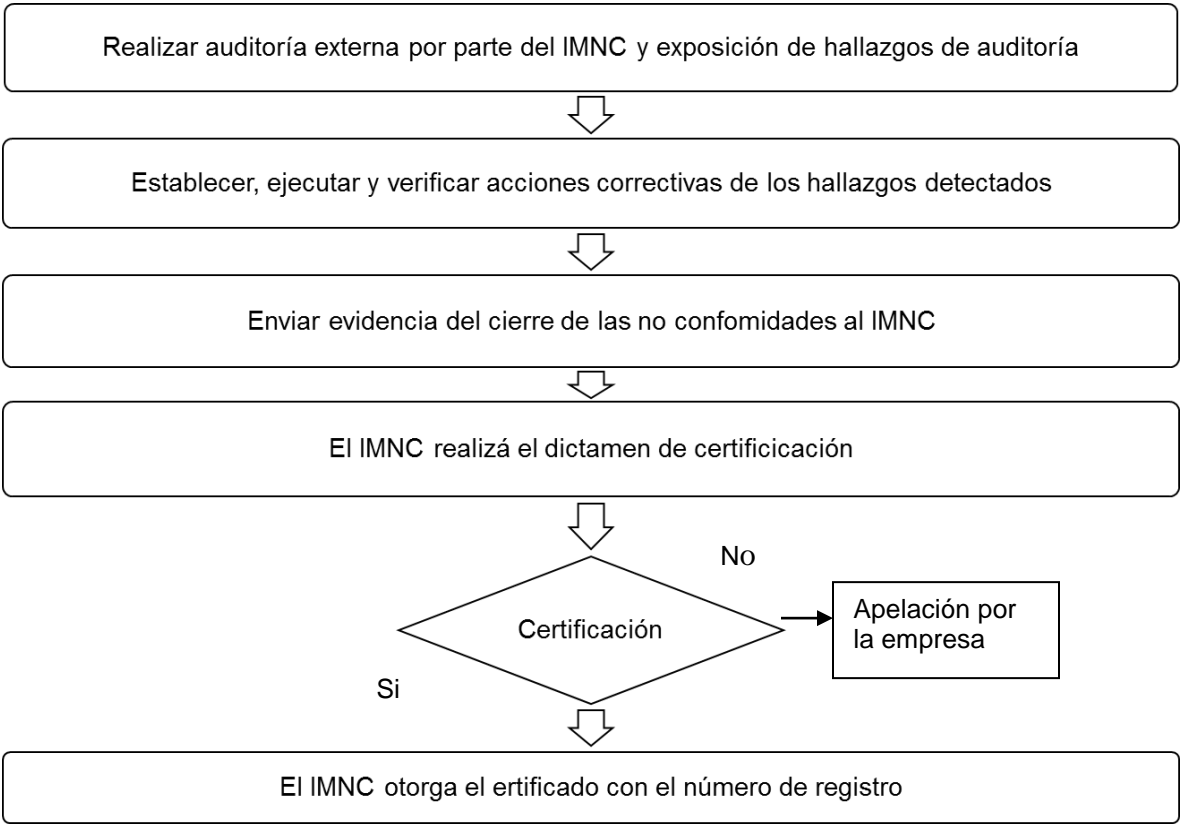 Realizar auditoría externa por parte del IMNC y exposición de hallazgos de auditoría
Establecer, ejecutar y verificar acciones correctivas de los hallazgos detectados
Enviar evidencia del cierre de las no confomidades al IMNC
El IMNC realizá el dictamen de certificicación
No
Certificación
Apelación por
la empresa
Si
El IMNC otorga el ertificado con el número de registro